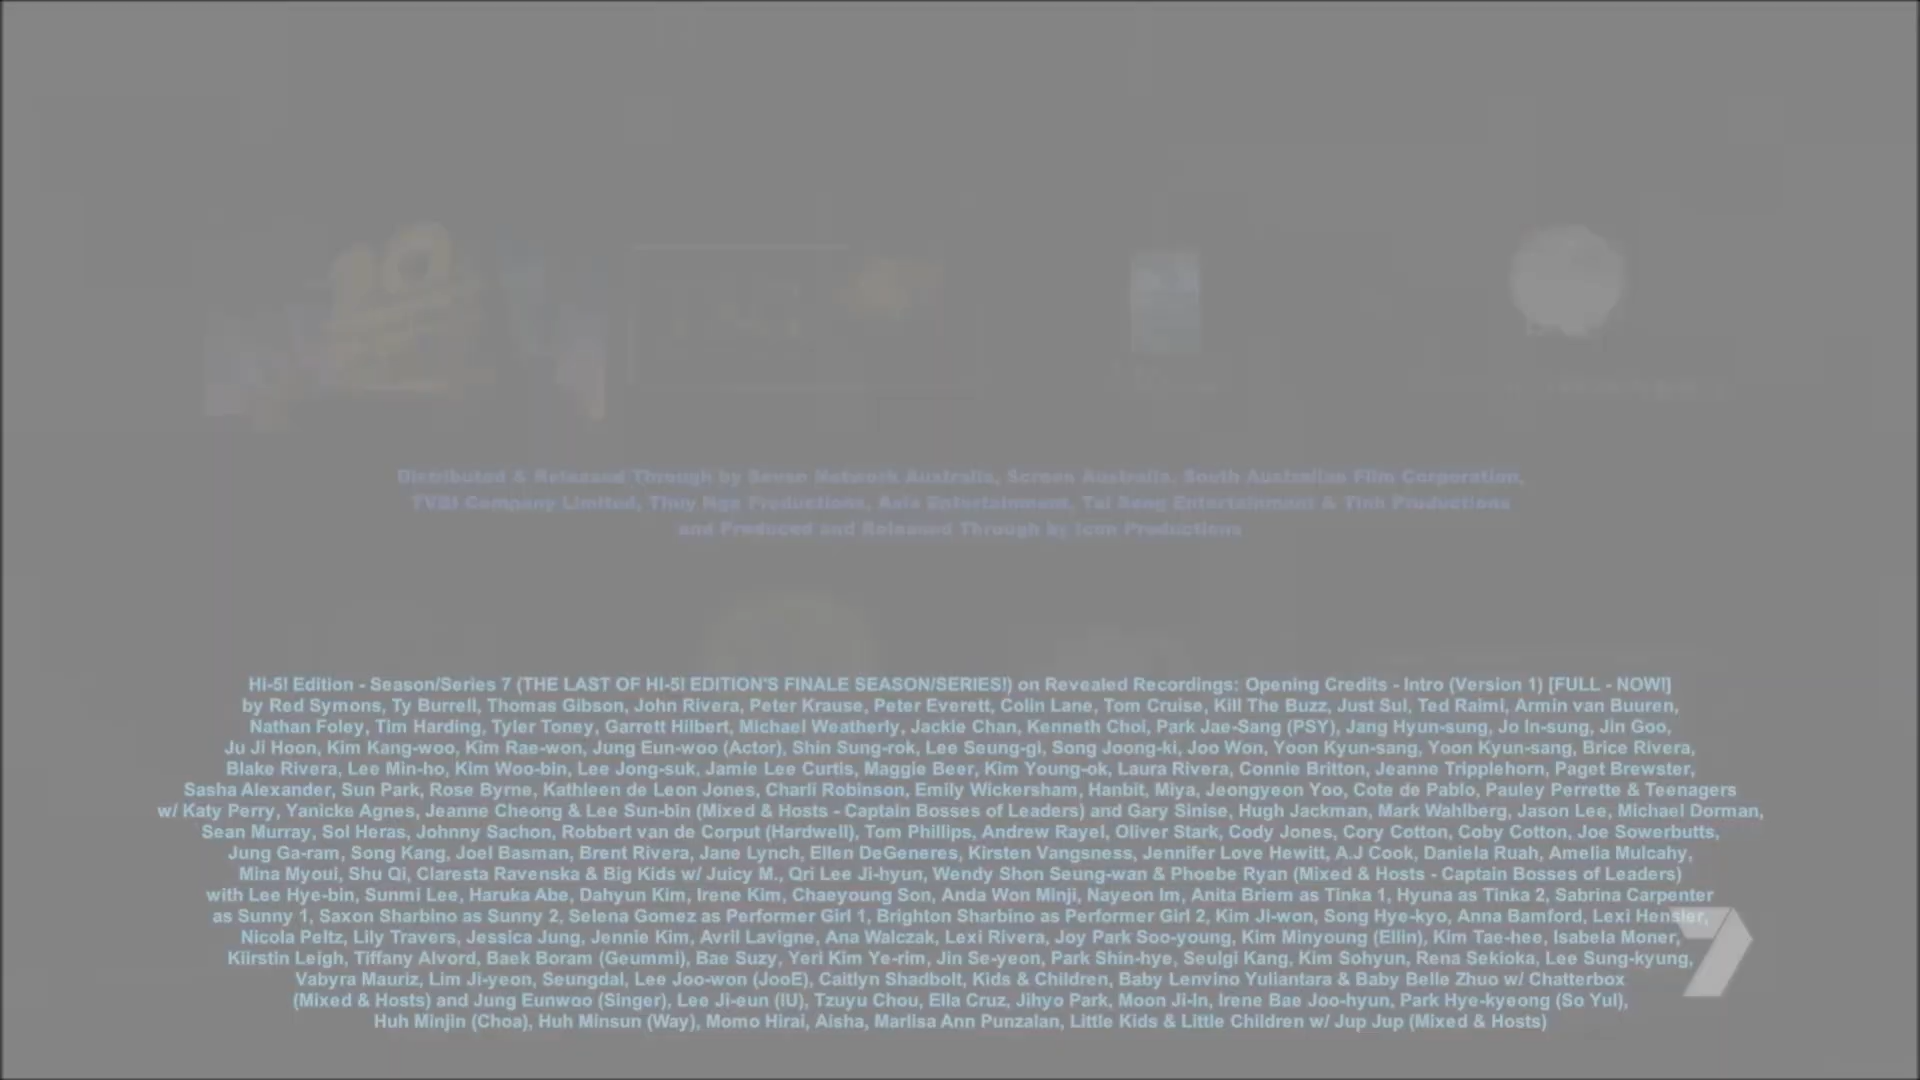 Distributed & Released Through by Seven Network Australia, Screen Australia, South Australian Film Corporation,
TVBI Company Limited, Thuy Nga Productions, Asia Entertainment, Tai Seng Entertainment & Tinh Productions
and Produced and Released Through by Icon Productions
Hi-5! Edition - Season/Series 7 (THE LAST OF HI-5! EDITION'S FINALE SEASON/SERIES!) on Revealed Recordings: Opening Credits - Intro (Version 1) [FULL - NOW!]
by Red Symons, Ty Burrell, Thomas Gibson, John Rivera, Peter Krause, Peter Everett, Colin Lane, Tom Cruise, Kill The Buzz, Just Sul, Ted Raimi, Armin van Buuren,
Nathan Foley, Tim Harding, Tyler Toney, Garrett Hilbert, Michael Weatherly, Jackie Chan, Kenneth Choi, Park Jae-Sang (PSY), Jang Hyun-sung, Jo In-sung, Jin Goo,
Ju Ji Hoon, Kim Kang-woo, Kim Rae-won, Jung Eun-woo (Actor), Shin Sung-rok, Lee Seung-gi, Song Joong-ki, Joo Won, Yoon Kyun-sang, Yoon Kyun-sang, Brice Rivera,
Blake Rivera, Lee Min-ho, Kim Woo-bin, Lee Jong-suk, Jamie Lee Curtis, Maggie Beer, Kim Young-ok, Laura Rivera, Connie Britton, Jeanne Tripplehorn, Paget Brewster,
Sasha Alexander, Sun Park, Rose Byrne, Kathleen de Leon Jones, Charli Robinson, Emily Wickersham, Hanbit, Miya, Jeongyeon Yoo, Cote de Pablo, Pauley Perrette & Teenagers
w/ Katy Perry, Yanicke Agnes, Jeanne Cheong & Lee Sun-bin (Mixed & Hosts - Captain Bosses of Leaders) and Gary Sinise, Hugh Jackman, Mark Wahlberg, Jason Lee, Michael Dorman,
Sean Murray, Sol Heras, Johnny Sachon, Robbert van de Corput (Hardwell), Tom Phillips, Andrew Rayel, Oliver Stark, Cody Jones, Cory Cotton, Coby Cotton, Joe Sowerbutts,
Jung Ga-ram, Song Kang, Joel Basman, Brent Rivera, Jane Lynch, Ellen DeGeneres, Kirsten Vangsness, Jennifer Love Hewitt, A.J Cook, Daniela Ruah, Amelia Mulcahy,
Mina Myoui, Shu Qi, Claresta Ravenska & Big Kids w/ Juicy M., Qri Lee Ji-hyun, Wendy Shon Seung-wan & Phoebe Ryan (Mixed & Hosts - Captain Bosses of Leaders)
with Lee Hye-bin, Sunmi Lee, Haruka Abe, Dahyun Kim, Irene Kim, Chaeyoung Son, Anda Won Minji, Nayeon Im, Anita Briem as Tinka 1, Hyuna as Tinka 2, Sabrina Carpenter
as Sunny 1, Saxon Sharbino as Sunny 2, Selena Gomez as Performer Girl 1, Brighton Sharbino as Performer Girl 2, Kim Ji-won, Song Hye-kyo, Anna Bamford, Lexi Hensler,
Nicola Peltz, Lily Travers, Jessica Jung, Jennie Kim, Avril Lavigne, Ana Walczak, Lexi Rivera, Joy Park Soo-young, Kim Minyoung (Ellin), Kim Tae-hee, Isabela Moner,
Kiirstin Leigh, Tiffany Alvord, Baek Boram (Geummi), Bae Suzy, Yeri Kim Ye-rim, Jin Se-yeon, Park Shin-hye, Seulgi Kang, Kim Sohyun, Rena Sekioka, Lee Sung-kyung,
Vabyra Mauriz, Lim Ji-yeon, Seungdal, Lee Joo-won (JooE), Caitlyn Shadbolt, Kids & Children, Baby Lenvino Yuliantara & Baby Belle Zhuo w/ Chatterbox
(Mixed & Hosts) and Jung Eunwoo (Singer), Lee Ji-eun (IU), Tzuyu Chou, Ella Cruz, Jihyo Park, Moon Ji-In, Irene Bae Joo-hyun, Park Hye-kyeong (So Yul),
Huh Minjin (Choa), Huh Minsun (Way), Momo Hirai, Aisha, Marlisa Ann Punzalan, Little Kids & Little Children w/ Jup Jup (Mixed & Hosts)